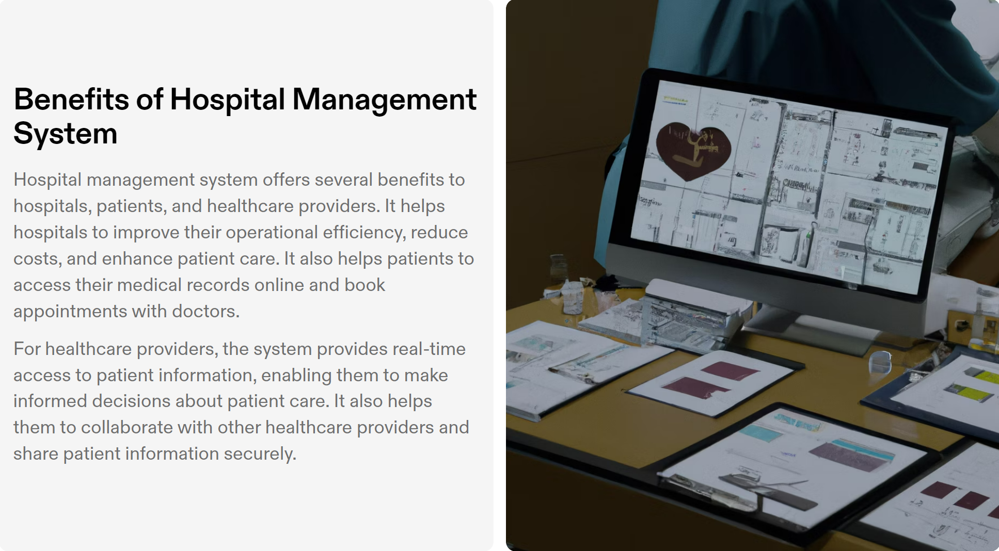 Benefits of Hospital Management
System
Hospital management system offers several benefits to
hospitals, patients, and healthcare providers. It helps
hospitals to improve their operational efficiency, reduce
costs, and enhance patient care. It also helps patients to
access their medical records online and book
appointments with doctors.
For healthcare providers, the system provides real-time
access to patient information, enabling them to make
informed decisions about patient care. It also helps
them to collaborate with other healthcare providers and
share patient information securely.